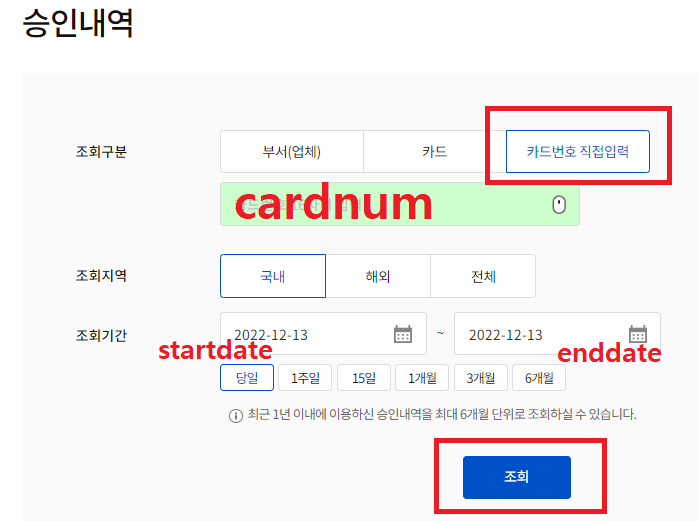 승인내역
조회구분
부서(업체)
카드
카드번호 직접입력
cardnum
조회지역
국내
해외
전체
조회기간
2022-12-13
~
2022-12-13
startdate
enddate
당일
1주일
15일
1개월
3개월
6개월
최근 1년 이내에 이용하신 승인내역을 최대 6개월 단위로 조회하실 수 있습니다.
조회